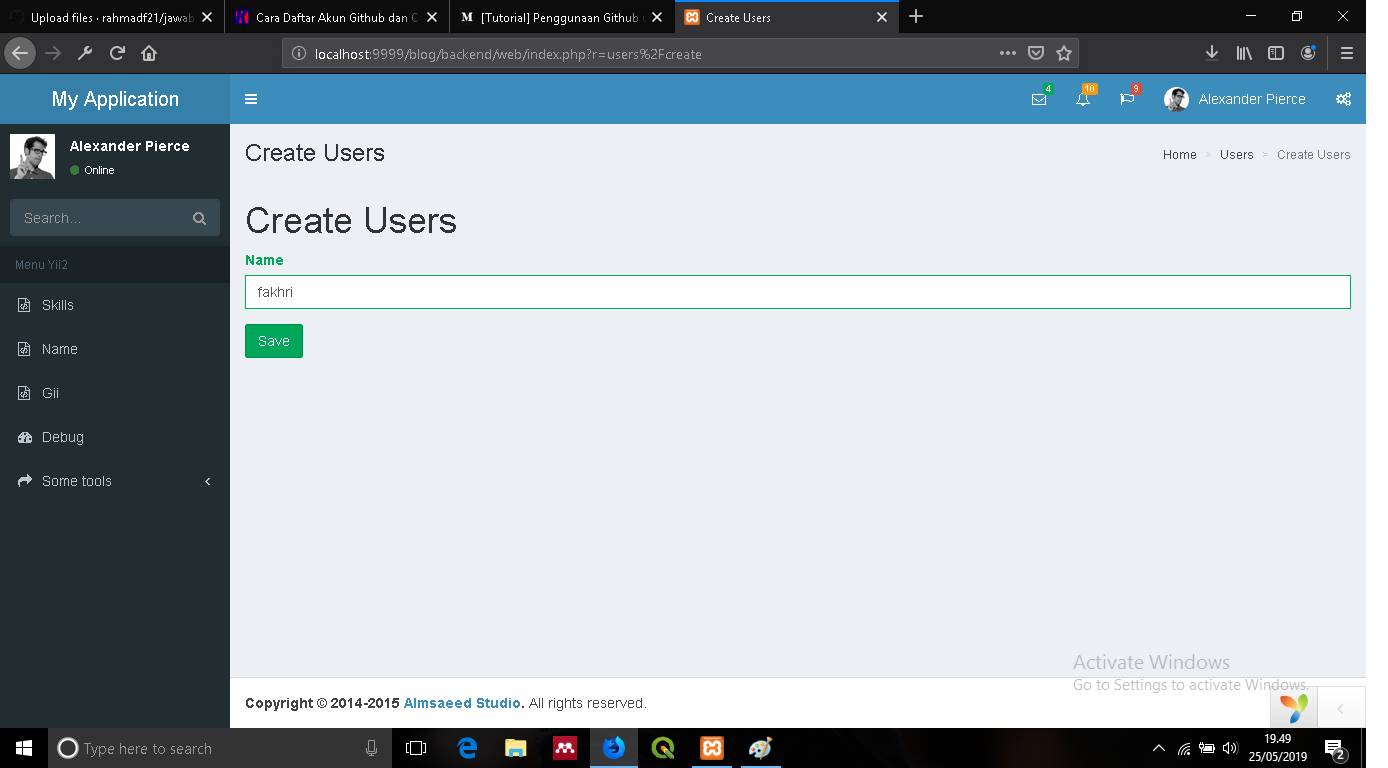 Upload files · rahmadf21/jawab
Cara Daftar Akun Github dan C
[Tutorial] Penggunaan Github
Create Users
localhost:9999/blog/backend/web/index.php?r=users%2Fcreate
My Application
4
10
9
Alexander Pierce
Alexander Pierce
Online
Create Users
Home > Users > Create Users
Search...
Menu Yii2
Skills
Name
Gii
Debug
Some tools
Create Users
Name
fakhri
Save
Activate Windows
Go to Settings to activate Windows.
Copyright © 2014-2015 Almsaeed Studio. All rights reserved.
Type here to search
19.49
25/05/2019
2